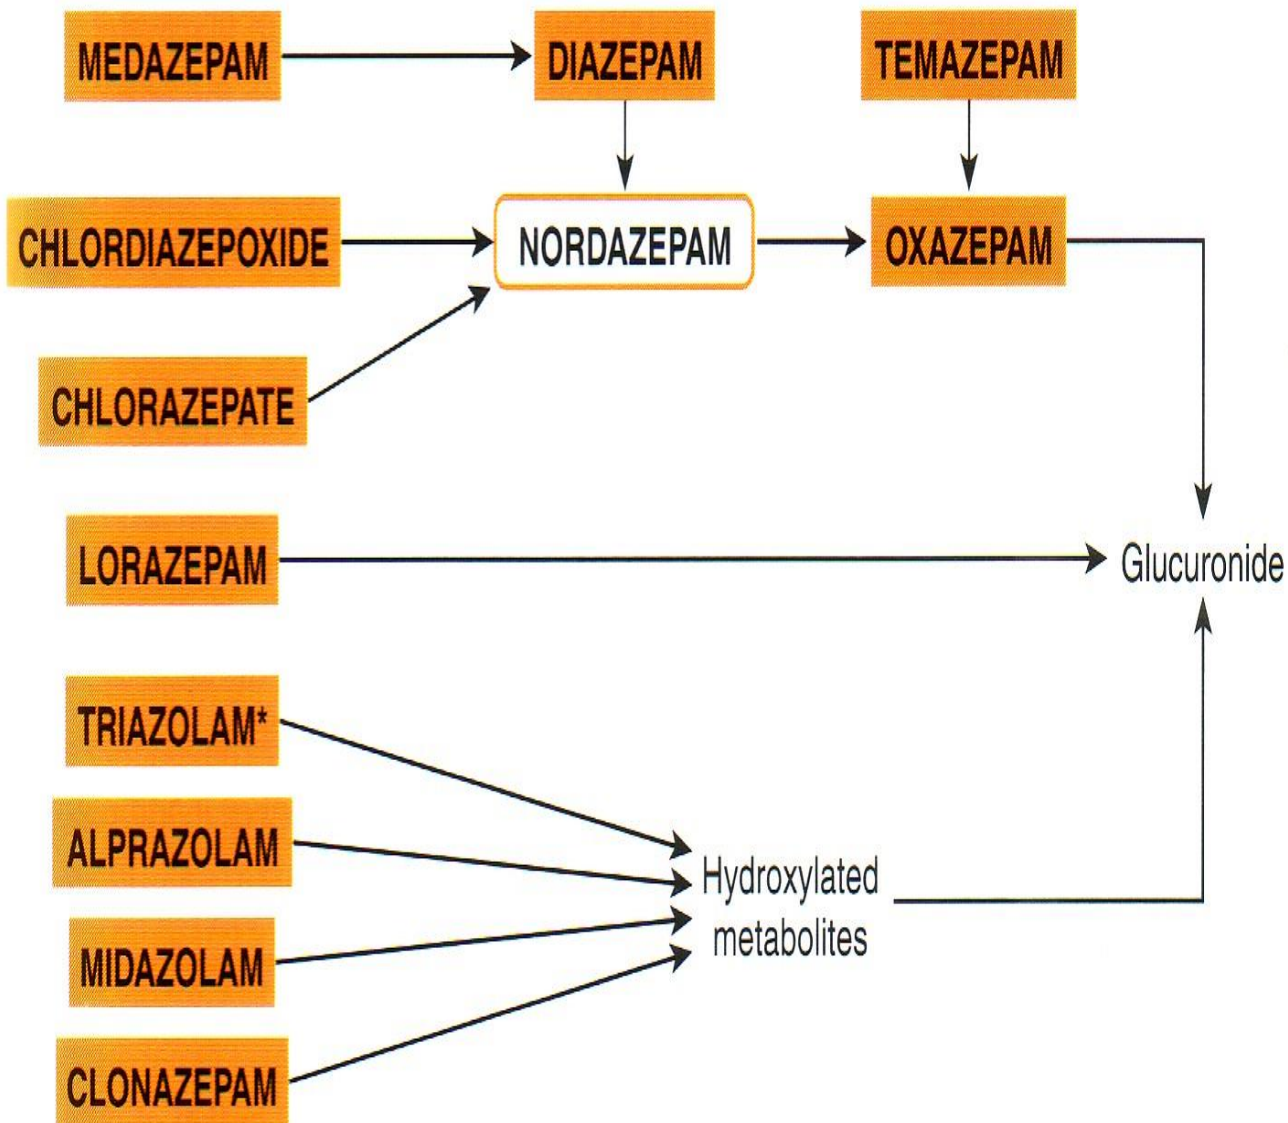 MEDAZEPAM
DIAZEPAM
TEMAZEPAM
CHLORDIAZEPOXIDE
NORDAZEPAM
OXAZEPAM
CHLORAZEPATE
LORAZEPAM
Glucuronide
TRIAZOLAM*
ALPRAZOLAM
Hydroxylated
metabolites
MIDAZOLAM
CLONAZEPAM